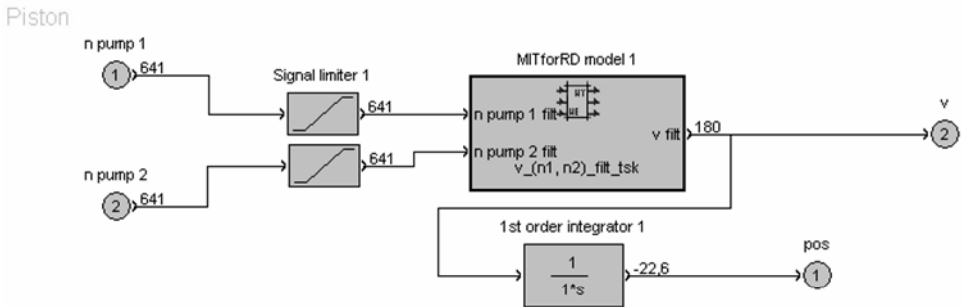 Piston
n pump 1
1
641
Signal limiter 1
641
MITforRD model 1
n pump 1 filt
v filt
180
v
2
n pump 2
2
641
641
n pump 2 filt
v_(n1, n2)_filt_tsk
1st order integrator 1
1
1*s
-22,6
pos
1